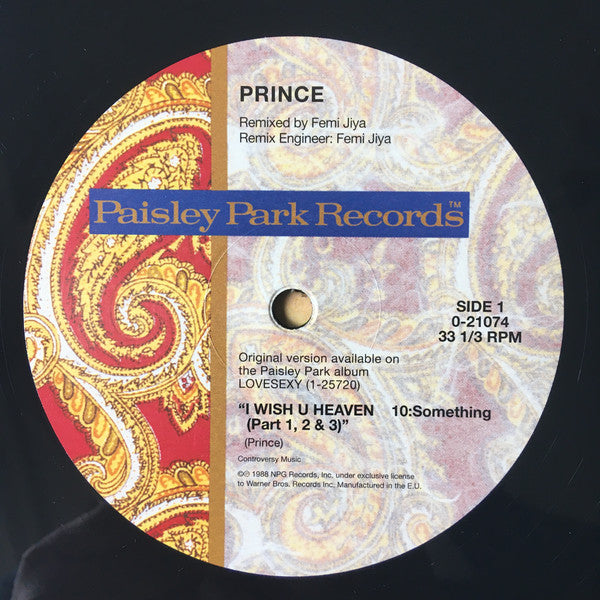 PRINCE
Remixed by Femi Jiya
Remix Engineer: Femi Jiya
Paisley Park Records™
SIDE 1
0-21074
33 1/3 RPM
Original version available on
the Paisley Park album
LOVESEXY (1-25720)
“I WISH U HEAVEN 10:Something
(Part 1, 2 & 3)”
(Prince)
Controversy Music
©℗ 1988 NPG Records, Inc. under exclusive license
to Warner Bros. Records Inc. Manufactured in the E.U.